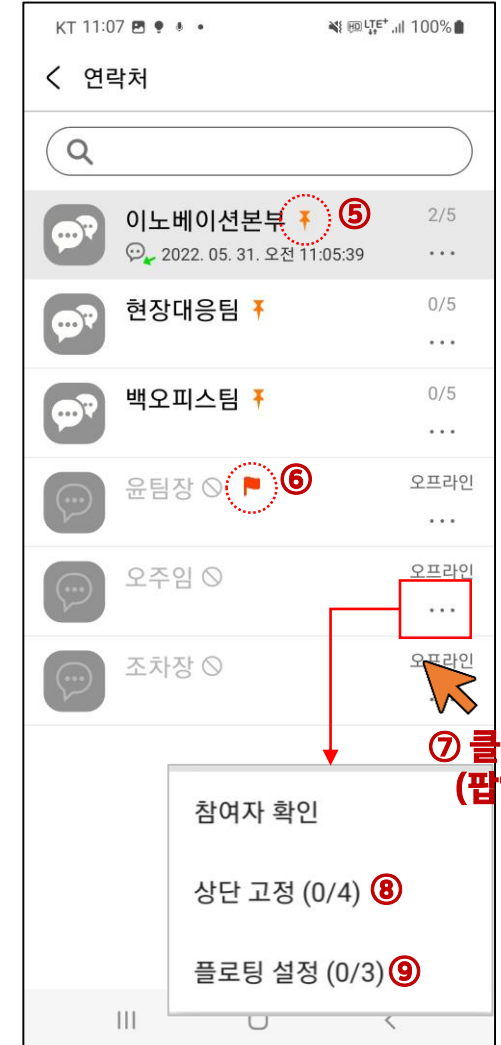 KT 11:07 HD LTE+ 100%
연락처
이노베이션본부 ⑤ 2/5
2022. 05. 31. 오전 11:05:39 ...
현장대응팀 0/5
...
백오피스팀 0/5
...
윤팀장 ⑥ 오프라인
...
오주임 오프라인
...
조차장 오프라인
⑦ 클
(팝
참여자 확인
상단 고정 (0/4) ⑧
플로팅 설정 (0/3) ⑨